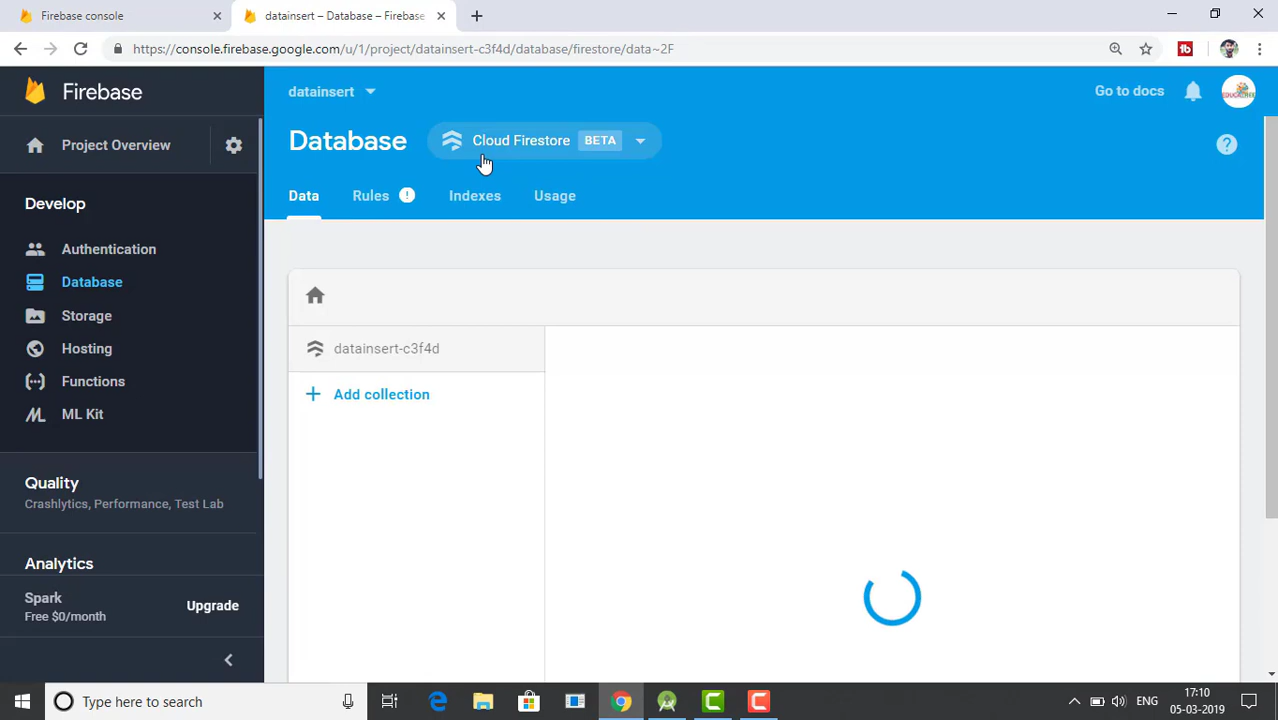 Firebase console
datainsert – Database – Firebase
https://console.firebase.google.com/u/1/project/datainsert-c3f4d/database/firestore/data~2F
Firebase
datainsert
Go to docs
Project Overview
Database
Cloud Firestore BETA
Data Rules Indexes Usage
Develop
Authentication
Database
Storage
Hosting
Functions
ML Kit
datainsert-c3f4d
Add collection
Quality
Crashlytics, Performance, Test Lab
Analytics
Spark
Free $0/month
Upgrade
Type here to search
ENG
17:10
05-03-2019